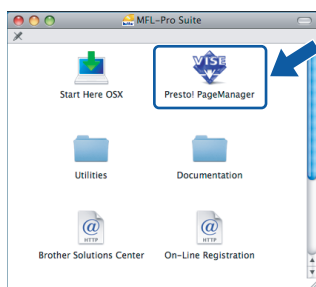 MFL-Pro Suite
Start Here OSX
VISE
Presto! PageManager
Utilities
Documentation
@
HTTP
Brother Solutions Center
@
HTTP
On-Line Registration